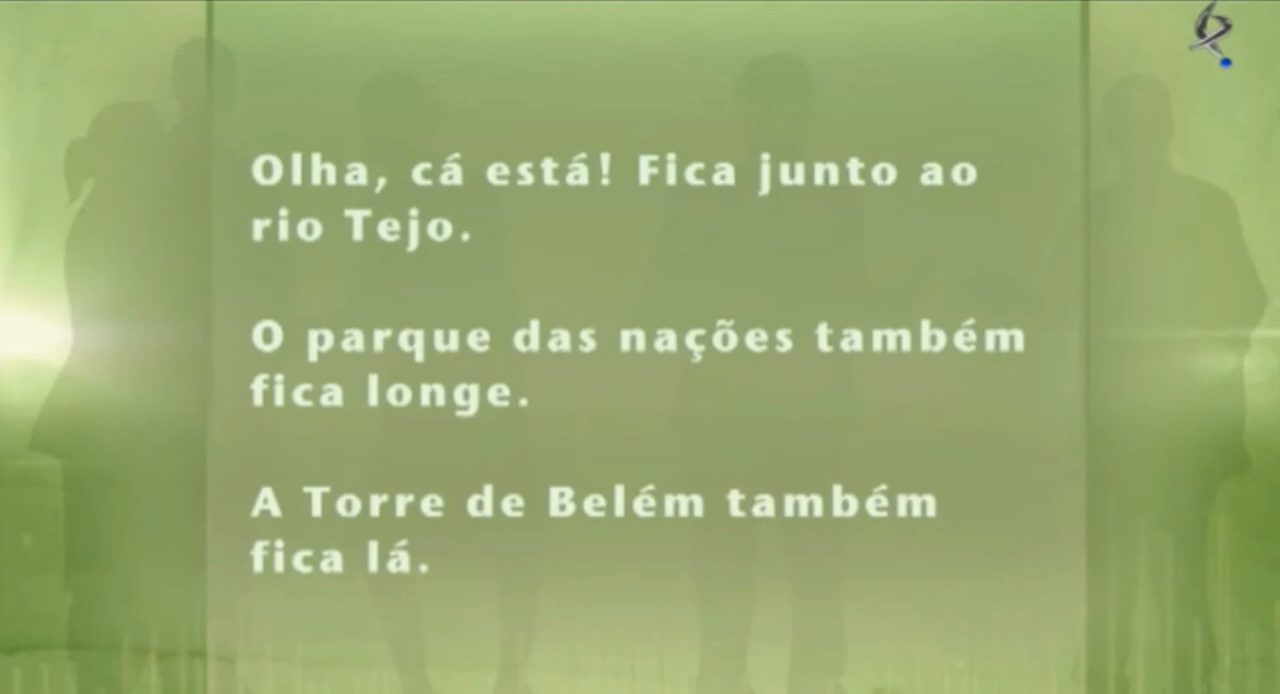 Olha, cá está! Fica junto ao
rio Tejo.
O parque das nações também
fica longe.
A Torre de Belém também
fica lá.